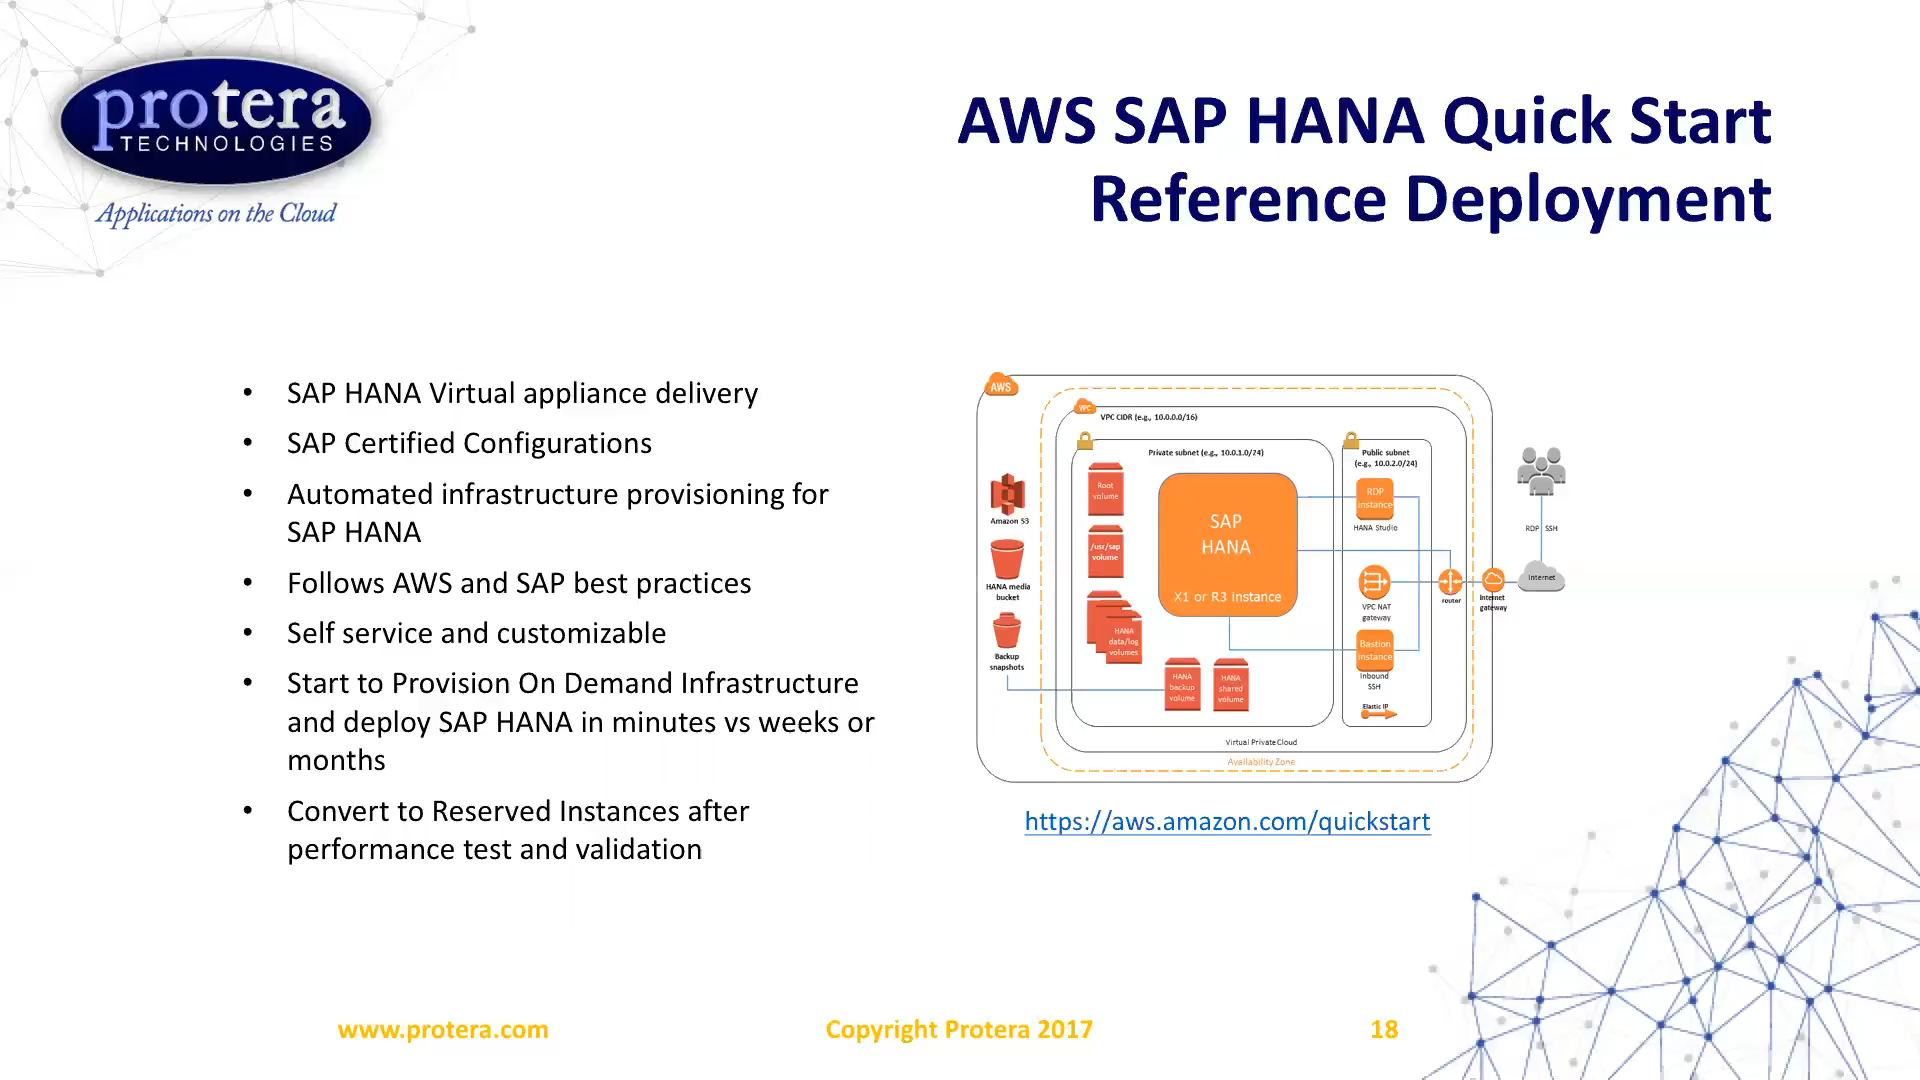 protera
TECHNOLOGIES
Applications on the Cloud
AWS SAP HANA Quick Start
Reference Deployment
• SAP HANA Virtual appliance delivery
• SAP Certified Configurations
• Automated infrastructure provisioning for
SAP HANA
• Follows AWS and SAP best practices
• Self service and customizable
• Start to Provision On Demand Infrastructure
and deploy SAP HANA in minutes vs weeks or
months
• Convert to Reserved Instances after
performance test and validation
AWS
VPC
VPC CIDR (e.g., 10.0.0.0/16)
Private subnet (e.g., 10.0.1.0/24)
Public subnet
(e.g., 10.0.2.0/24)
Amazon S3
HANA media
bucket
Backup
snapshots
Root
volume
/usr/sap
volume
HANA
data/log
volumes
HANA
backup
volume
HANA
shared
volume
SAP
HANA
X1 or R3 instance
RDP
instance
HANA Studio
VPC NAT
gateway
Bastion
instance
Inbound
SSH
Elastic IP
router
Internet
gateway
RDP SSH
Internet
Virtual Private Cloud
Availability Zone
https://aws.amazon.com/quickstart
www.protera.com
Copyright Protera 2017
18